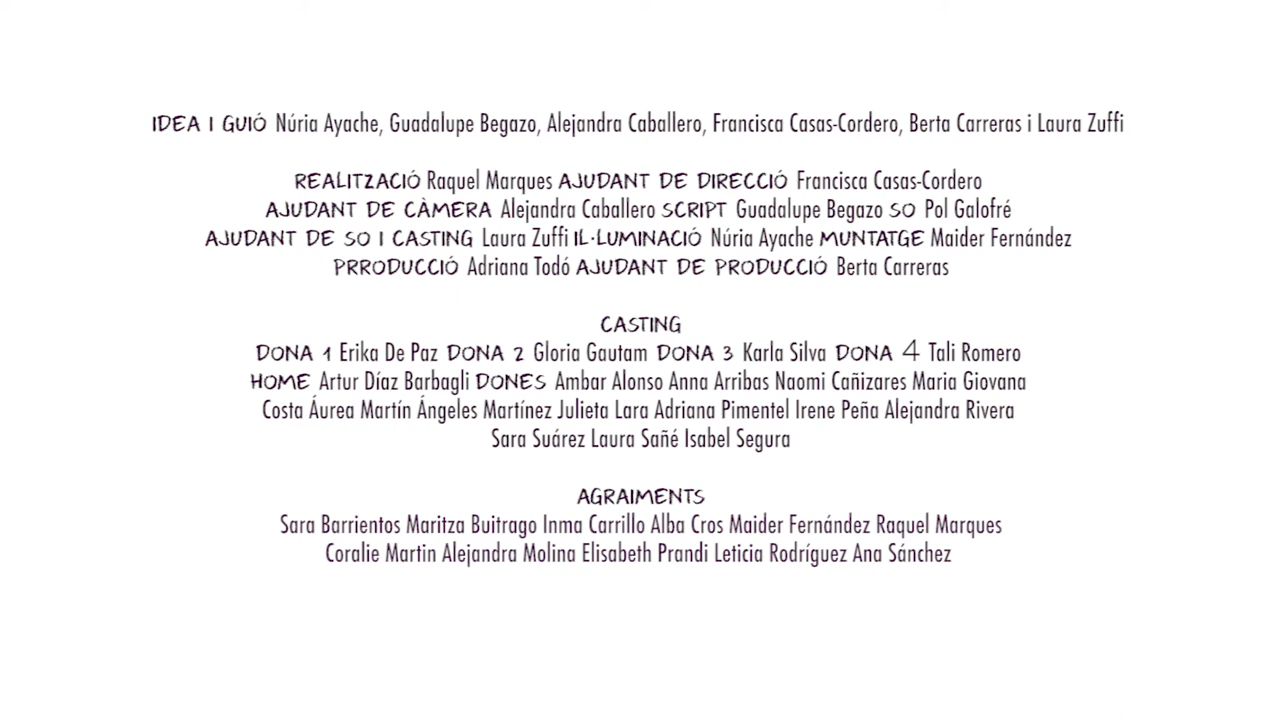 IDEA I GUIÓ Núria Ayache, Guadalupe Begazo, Alejandra Caballero, Francisca Casas-Cordero, Berta Carreras i Laura Zuffi
REALITZACIÓ Raquel Marques AJUDANT DE DIRECCIÓ Francisca Casas-Cordero
AJUDANT DE CÀMERA Alejandra Caballero SCRIPT Guadalupe Begazo SO Pol Galofré
AJUDANT DE SO I CASTING Laura Zuffi IL·LUMINACIÓ Núria Ayache MUNTATGE Maider Fernández
PRRODUCCIÓ Adriana Todó AJUDANT DE PRODUCCIÓ Berta Carreras
CASTING
DONA 1 Erika De Paz DONA 2 Gloria Gautam DONA 3 Karla Silva DONA 4 Tali Romero
HOME Artur Díaz Barbagli DONES Ambar Alonso Anna Arribas Naomi Cañizares Maria Giovana
Costa Áurea Martín Ángeles Martínez Julieta Lara Adriana Pimentel Irene Peña Alejandra Rivera
Sara Suárez Laura Sañé Isabel Segura
AGRAIMENTS
Sara Barrientos Maritza Buitrago Inma Carrillo Alba Cros Maider Fernández Raquel Marques
Coralie Martin Alejandra Molina Elisabeth Prandi Leticia Rodríguez Ana Sánchez